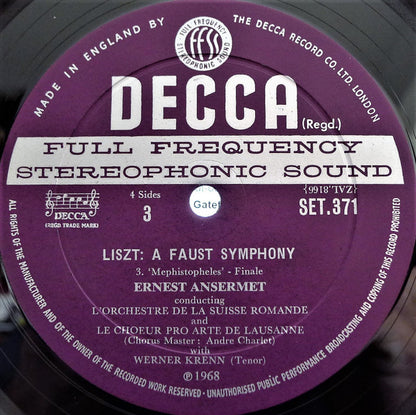 MADE IN ENGLAND BY
FULL FREQUENCY
ffss
STEREOPHONIC SOUND
THE DECCA RECORD CO. LTD. LONDON
DECCA (Regd.)
FULL FREQUENCY
STEREOPHONIC SOUND
DECCA
(REGD. TRADE MARK)
4 Sides
3
Gatef
{9918"TVZ}
SET.371
LISZT: A FAUST SYMPHONY
3. 'Mephistopheles' - Finale
ERNEST ANSERMET
conducting
L'ORCHESTRE DE LA SUISSE ROMANDE
and
LE CHOEUR PRO ARTE DE LAUSANNE
(Chorus Master : Andre Charlet)
with
WERNER KRENN (Tenor)
℗ 1968
ALL RIGHTS OF THE MANUFACTURER AND OF THE OWNER OF THE RECORDED WORK RESERVED · UNAUTHORISED PUBLIC PERFORMANCE BROADCASTING AND COPYING OF THIS RECORD PROHIBITED